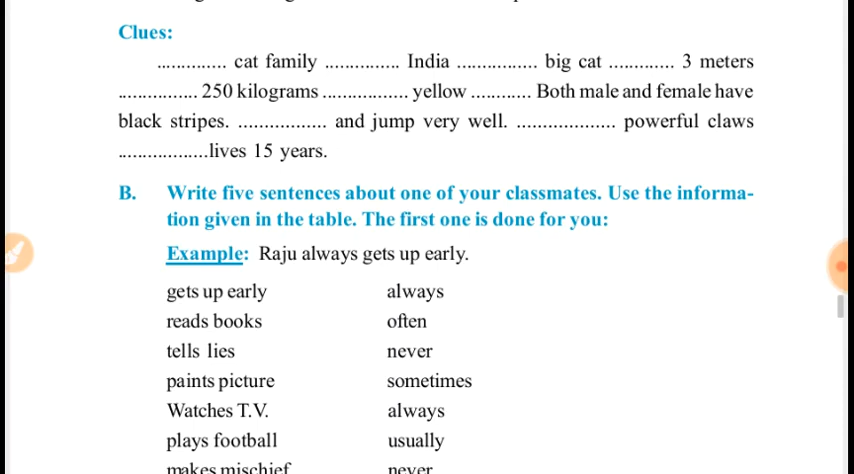 Clues:
.............. cat family ............... India ................ big cat ............. 3 meters
................ 250 kilograms ................. yellow ............ Both male and female have
black stripes. .................. and jump very well. .................... powerful claws
..................lives 15 years.
B. Write five sentences about one of your classmates. Use the informa-
tion given in the table. The first one is done for you:
Example: Raju always gets up early.
gets up early always
reads books often
tells lies never
paints picture sometimes
Watches T.V. always
plays football usually
makes mischief never